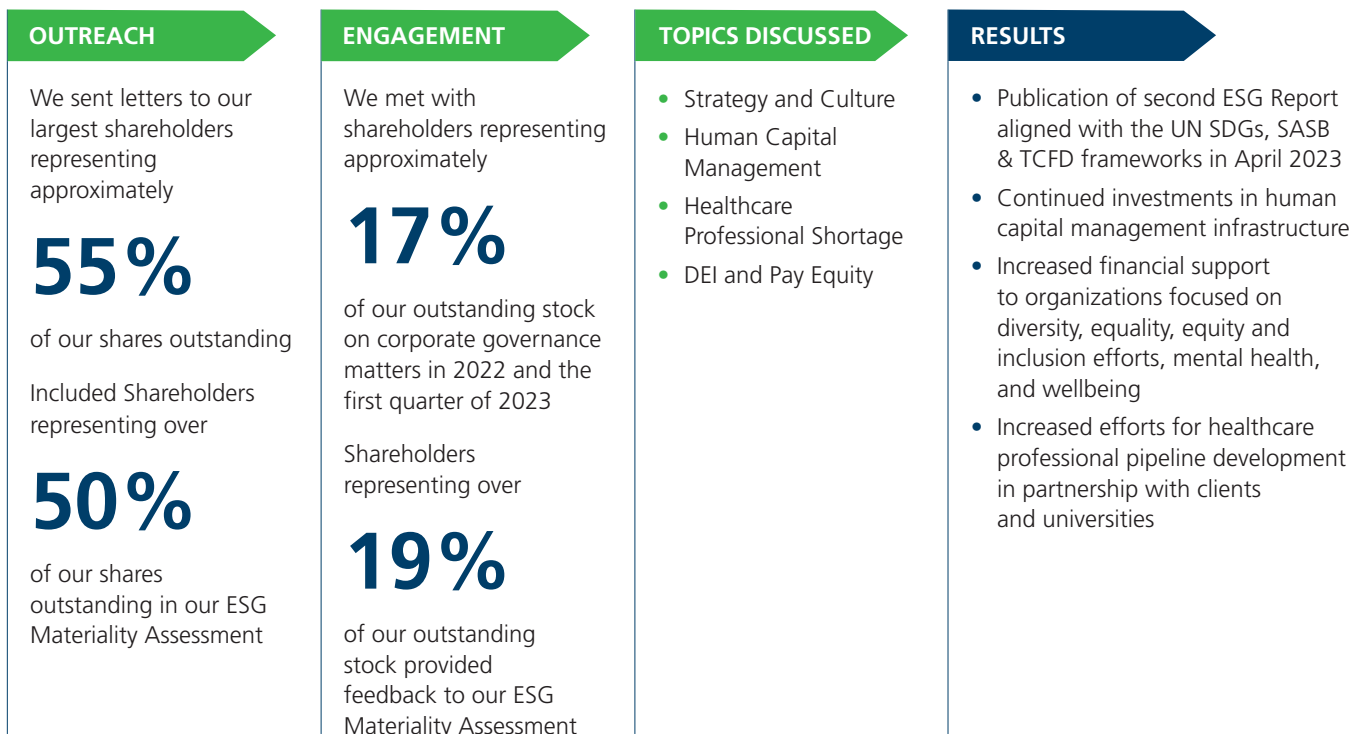 OUTREACH
We sent letters to our
largest shareholders
representing
approximately
55%
of our shares outstanding
Included Shareholders
representing over
50%
of our shares
outstanding in our ESG
Materiality Assessment
ENGAGEMENT
We met with
shareholders representing
approximately
17%
of our outstanding stock
on corporate governance
matters in 2022 and the
first quarter of 2023
Shareholders
representing over
19%
of our outstanding
stock provided
feedback to our ESG
Materiality Assessment
TOPICS DISCUSSED
• Strategy and Culture
• Human Capital
Management
• Healthcare
Professional Shortage
• DEI and Pay Equity
RESULTS
• Publication of second ESG Report
aligned with the UN SDGs, SASB
& TCFD frameworks in April 2023
• Continued investments in human
capital management infrastructure
• Increased financial support
to organizations focused on
diversity, equality, equity and
inclusion efforts, mental health,
and wellbeing
• Increased efforts for healthcare
professional pipeline development
in partnership with clients
and universities